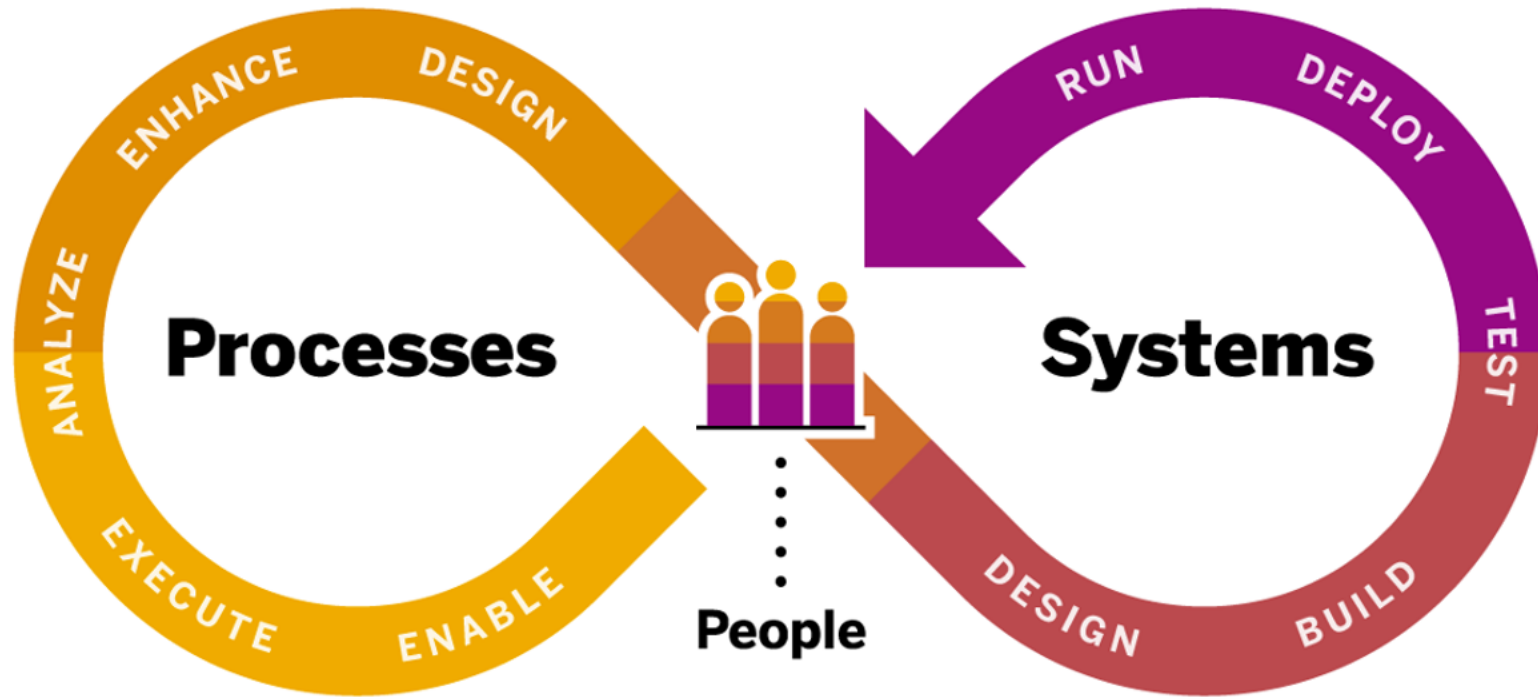 ENHANCE
DESIGN
ANALYZE
EXECUTE
ENABLE
Processes
People
RUN
DEPLOY
TEST
BUILD
DESIGN
Systems